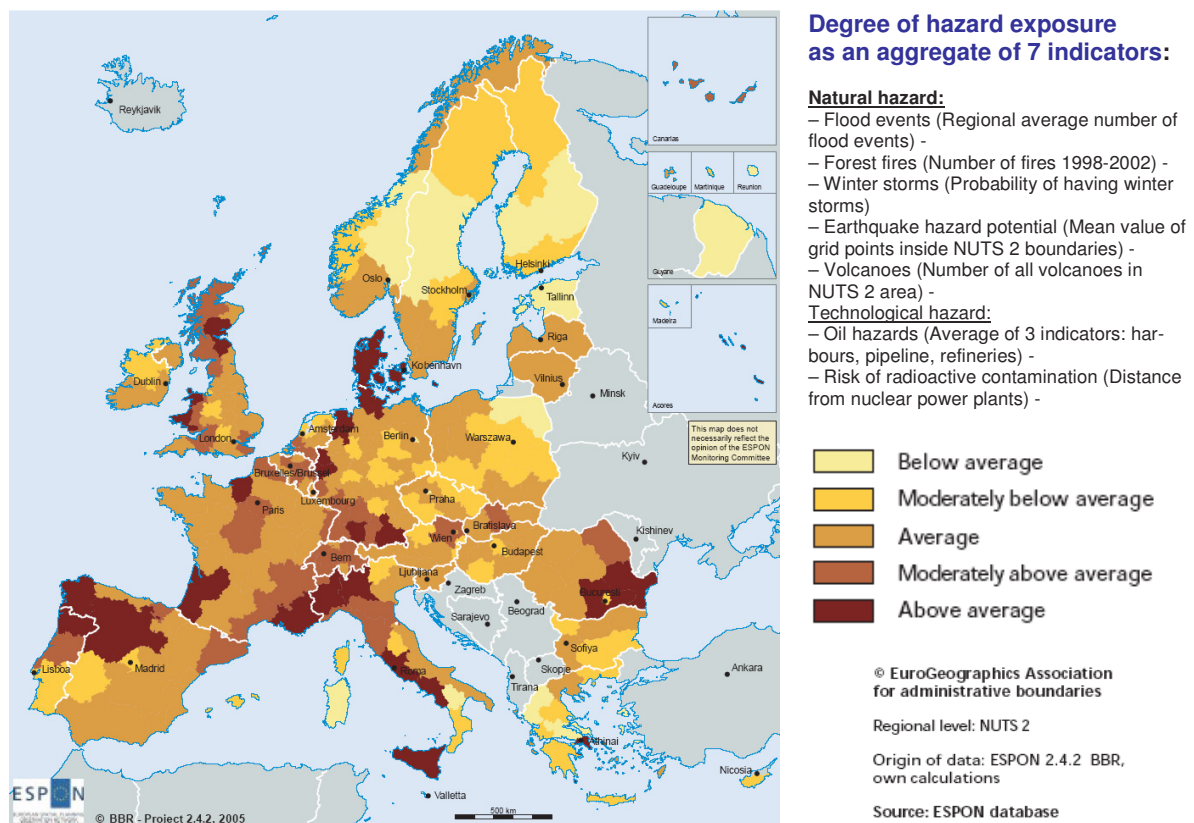 Degree of hazard exposure
as an aggregate of 7 indicators:
Natural hazard:
– Flood events (Regional average number of
flood events) -
– Forest fires (Number of fires 1998-2002) -
– Winter storms (Probability of having winter
storms)
– Earthquake hazard potential (Mean value of
grid points inside NUTS 2 boundaries) -
– Volcanoes (Number of all volcanoes in
NUTS 2 area) -
Technological hazard:
– Oil hazards (Average of 3 indicators: har-
bours, pipeline, refineries) -
– Risk of radioactive contamination (Distance
from nuclear power plants) -
Below average
Moderately below average
Average
Moderately above average
Above average
© EuroGeographics Association
for administrative boundaries
Regional level: NUTS 2
Origin of data: ESPON 2.4.2 BBR,
own calculations
Source: ESPON database
Reykjavik
Canarias
Guadeloupe
Martinique
Reunion
Guyane
Madeira
Acores
This map does not
necessarily reflect the
opinion of the ESPON
Monitoring Committee
Helsinki
Oslo
Stockholm
Tallinn
Riga
Vilnius
Minsk
København
Dublin
London
Amsterdam
Berlin
Warszawa
Kyiv
Bruxelles/Brussel
Luxembourg
Paris
Praha
Wien
Bratislava
Budapest
Kishinev
Bern
Ljubljana
Zagreb
Beograd
Bucuresti
Sarajevo
Sofiya
Skopje
Tirana
Ankara
Lisboa
Madrid
Roma
Athinai
Nicosia
Valletta
ESPON
500 km
© BBR - Project 2.4.2, 2005